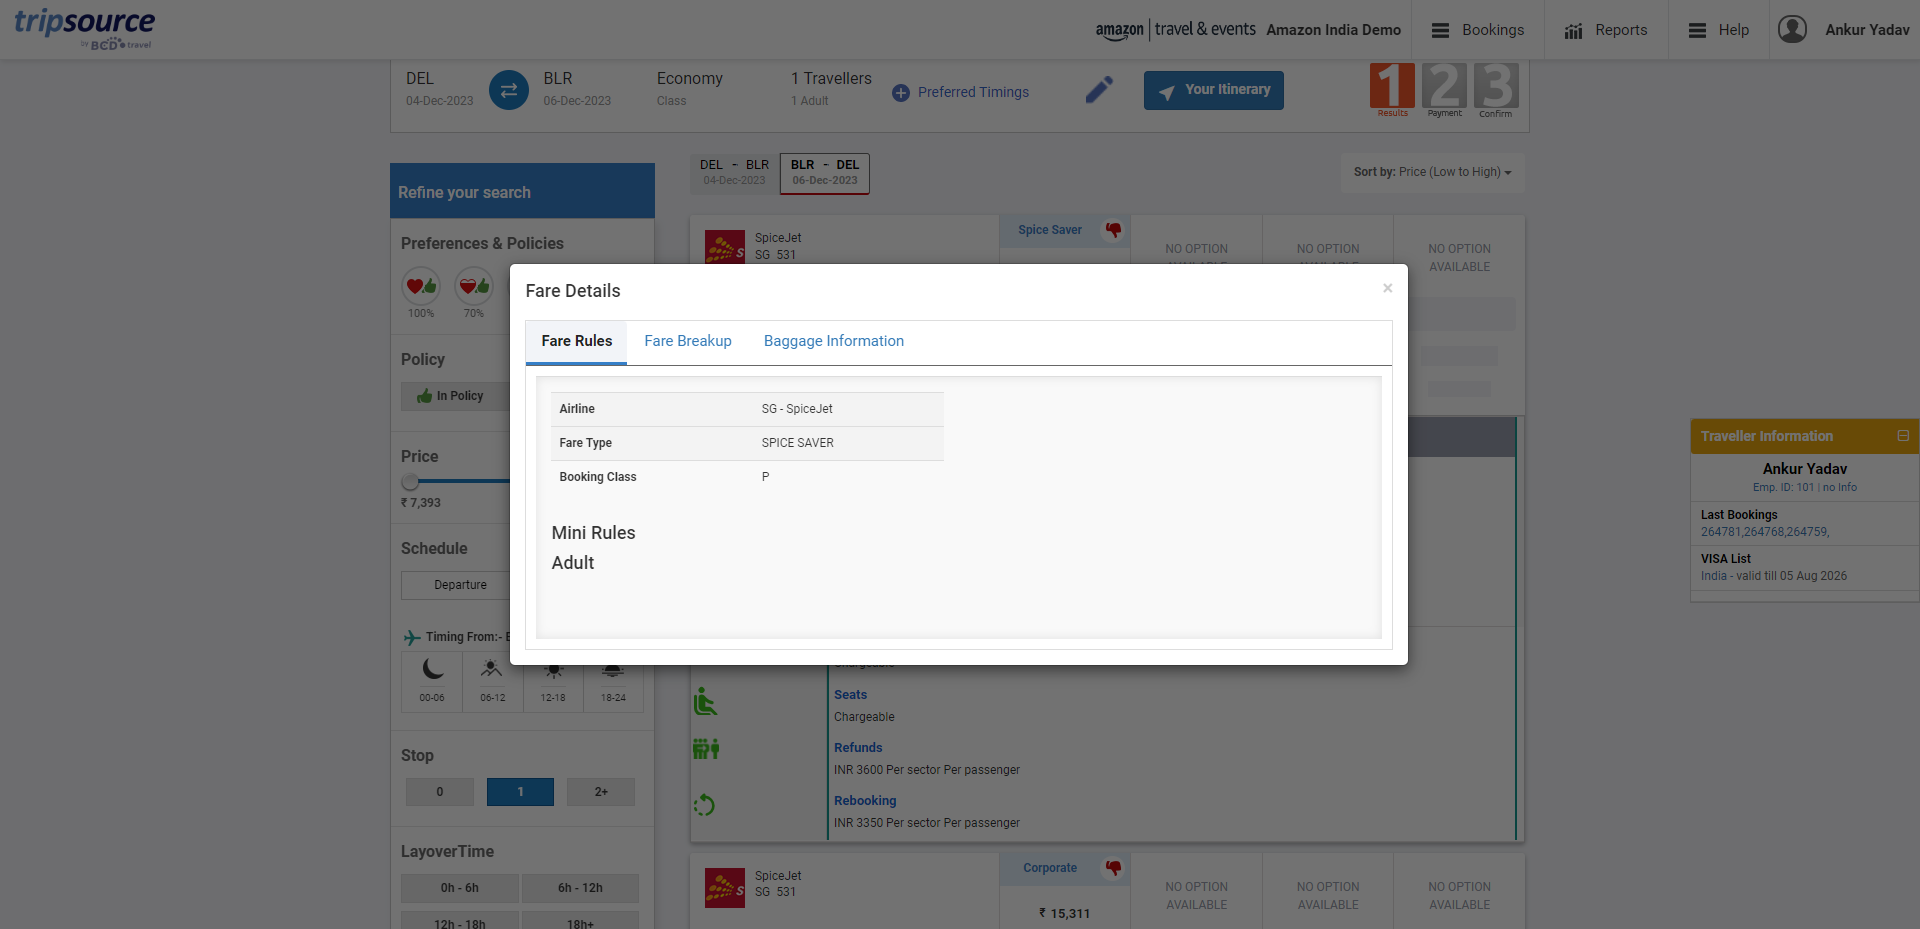 tripsource
by BCD travel
amazon | travel & events
Amazon India Demo
Bookings
Reports
Help
Ankur Yadav
DEL
04-Dec-2023
BLR
06-Dec-2023
Economy
Class
1 Travellers
1 Adult
Preferred Timings
Your Itinerary
1 2 3
Results
Payment
Confirm
Refine your search
Preferences & Policies
100%
70%
Policy
In Policy
Price
₹ 7,393
Schedule
Departure
Timing From:-
00-06
06-12
12-18
18-24
Stop
0
1
2+
LayoverTime
0h - 6h
6h - 12h
12h - 18h
18h+
DEL - BLR
04-Dec-2023
BLR - DEL
06-Dec-2023
Sort by: Price (Low to High)
SpiceJet
SG 531
Spice Saver
NO OPTION
AVAILABLE
NO OPTION
AVAILABLE
NO OPTION
AVAILABLE
Fare Details
×
Fare Rules
Fare Breakup
Baggage Information
Airline
SG - SpiceJet
Fare Type
SPICE SAVER
Booking Class
P
Mini Rules
Adult
Chargeable
Seats
Chargeable
Refunds
INR 3600 Per sector Per passenger
Rebooking
INR 3350 Per sector Per passenger
SpiceJet
SG 531
Corporate
₹ 15,311
NO OPTION
AVAILABLE
NO OPTION
AVAILABLE
NO OPTION
AVAILABLE
Traveller Information
Ankur Yadav
Emp. ID: 101 | no Info
Last Bookings
264781,264768,264759,
VISA List
India - valid till 05 Aug 2026